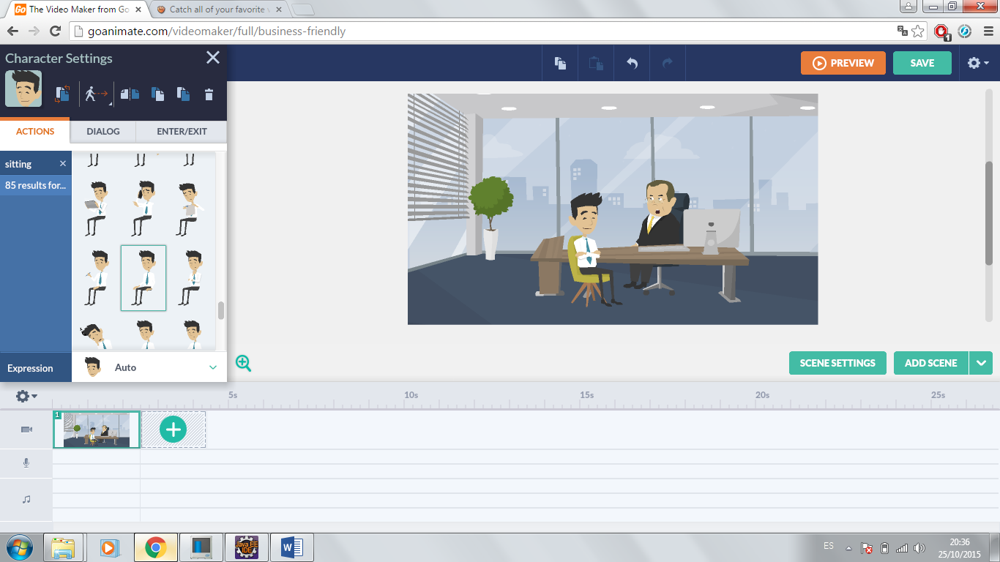 Go The Video Maker from Go
Catch all of your favorite
goanimate.com/videomaker/full/business-friendly
1
Character Settings
PREVIEW
SAVE
ACTIONS
DIALOG
ENTER/EXIT
sitting
85 results for...
Expression
Auto
SCENE SETTINGS
ADD SCENE
5s
10s
15s
20s
25s
1
Java EE
IDE
W
ES
20:36
25/10/2015